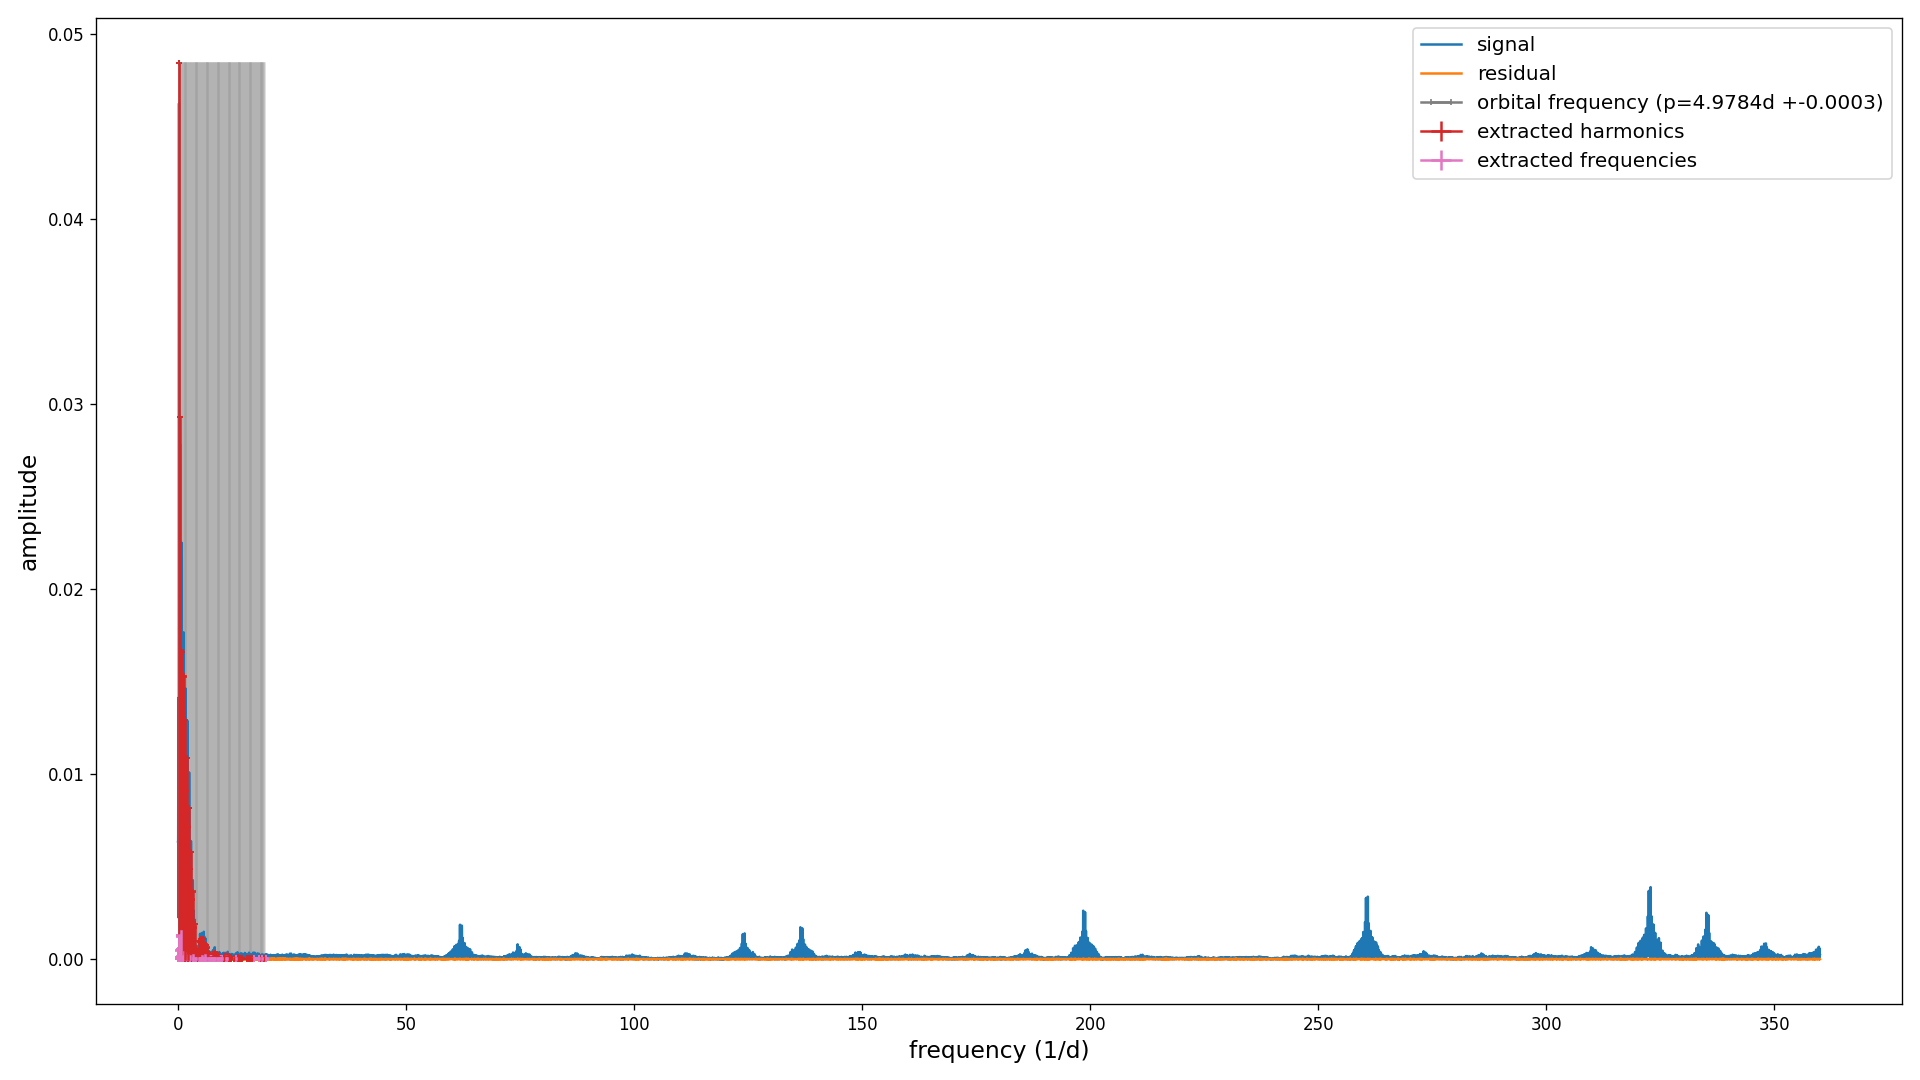 signal
residual
orbital frequency (p=4.9784d +-0.0003)
extracted harmonics
extracted frequencies
0.05
0.04
0.03
0.02
0.01
0.00
amplitude
0 50 100 150 200 250 300 350
frequency (1/d)